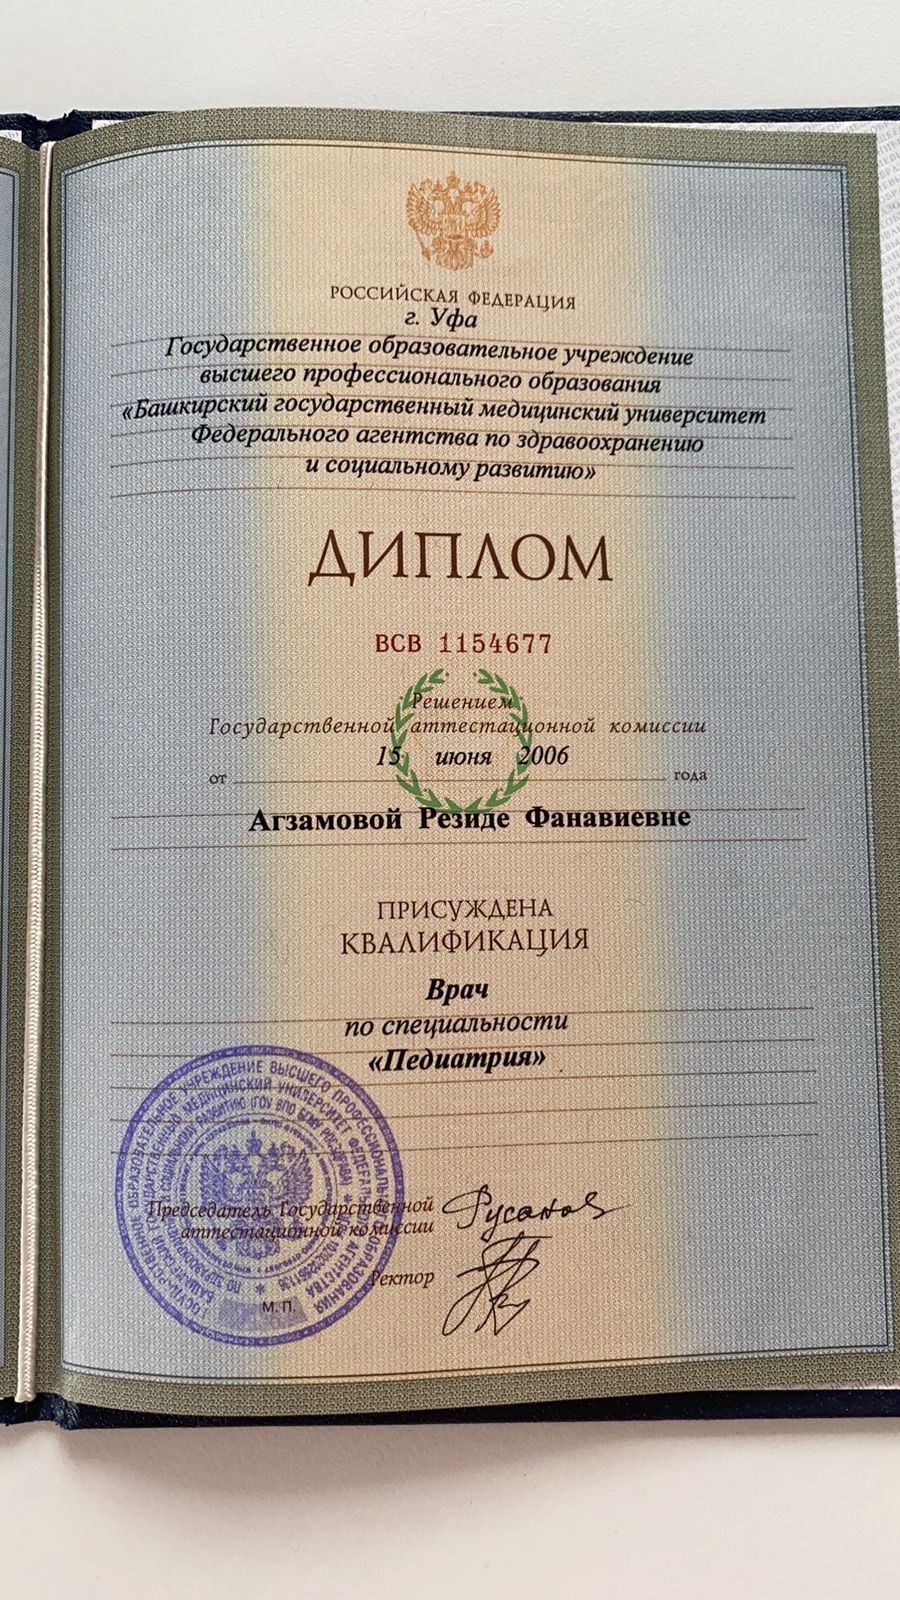 РОССИЙСКАЯ ФЕДЕРАЦИЯ
г. Уфа
Государственное образовательное учреждение
высшего профессионального образования
«Башкирский государственный медицинский университет
Федерального агентства по здравоохранению
и социальному развитию»
ДИПЛОМ
ВСВ 1154677
Решением
Государственной аттестационной комиссии
15 июня 2006
от года
Агзамовой Резиде Фанавиевне
ПРИСУЖДЕНА
КВАЛИФИКАЦИЯ
Врач
по специальности
«Педиатрия»
Председатель Государственной
аттестационной комиссии
Русанов
Ректор
М. П.